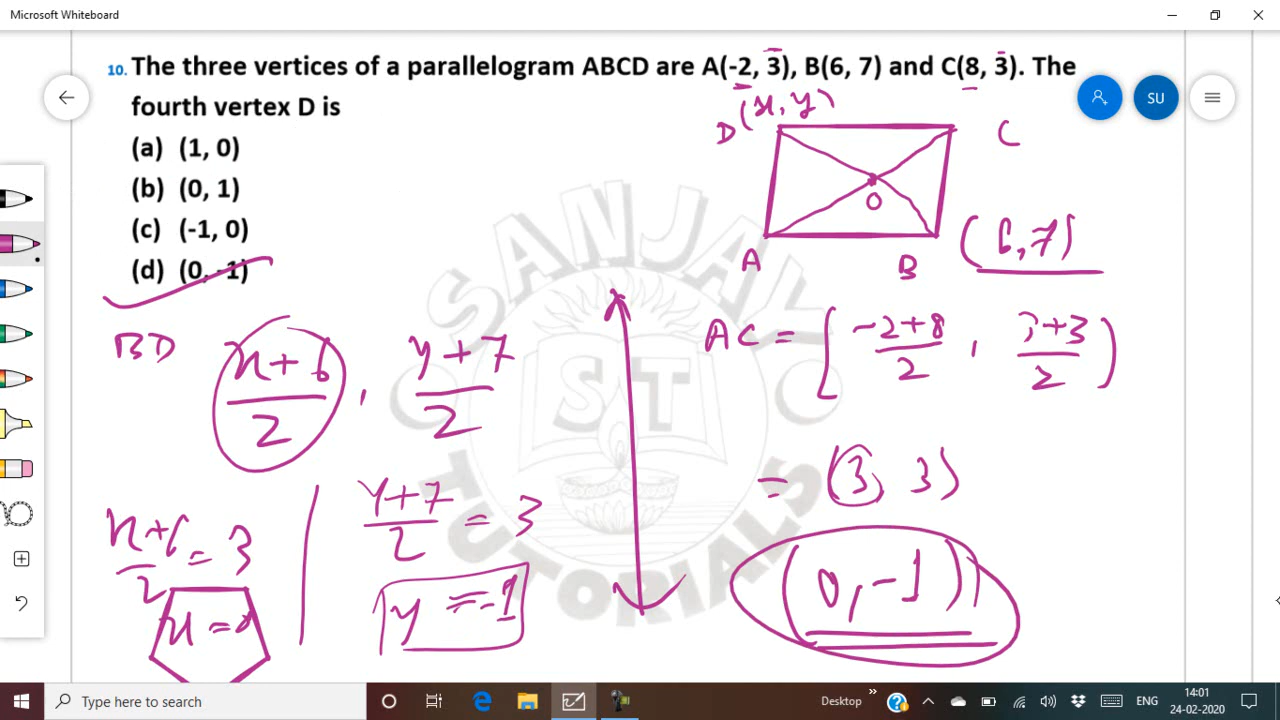 Microsoft Whiteboard
10. The three vertices of a parallelogram ABCD are A(-2, 3), B(6, 7) and C(8, 3). The
fourth vertex D is
(a) (1, 0)
(b) (0, 1)
(c) (-1, 0)
(d) (0, -1)
SU
D (x, y)
C
O
A
B
(6,7)
BD x+6/2 , y+7/2
AC = [-2+8/2 , 3+3/2)
= (3, 3)
x+6/2 = 3
y+7/2 = 3
x = 0
y = -1
(0, -1)
SANJAY
ST
TUTORIALS
Type here to search
Desktop
ENG
14:01
24-02-2020